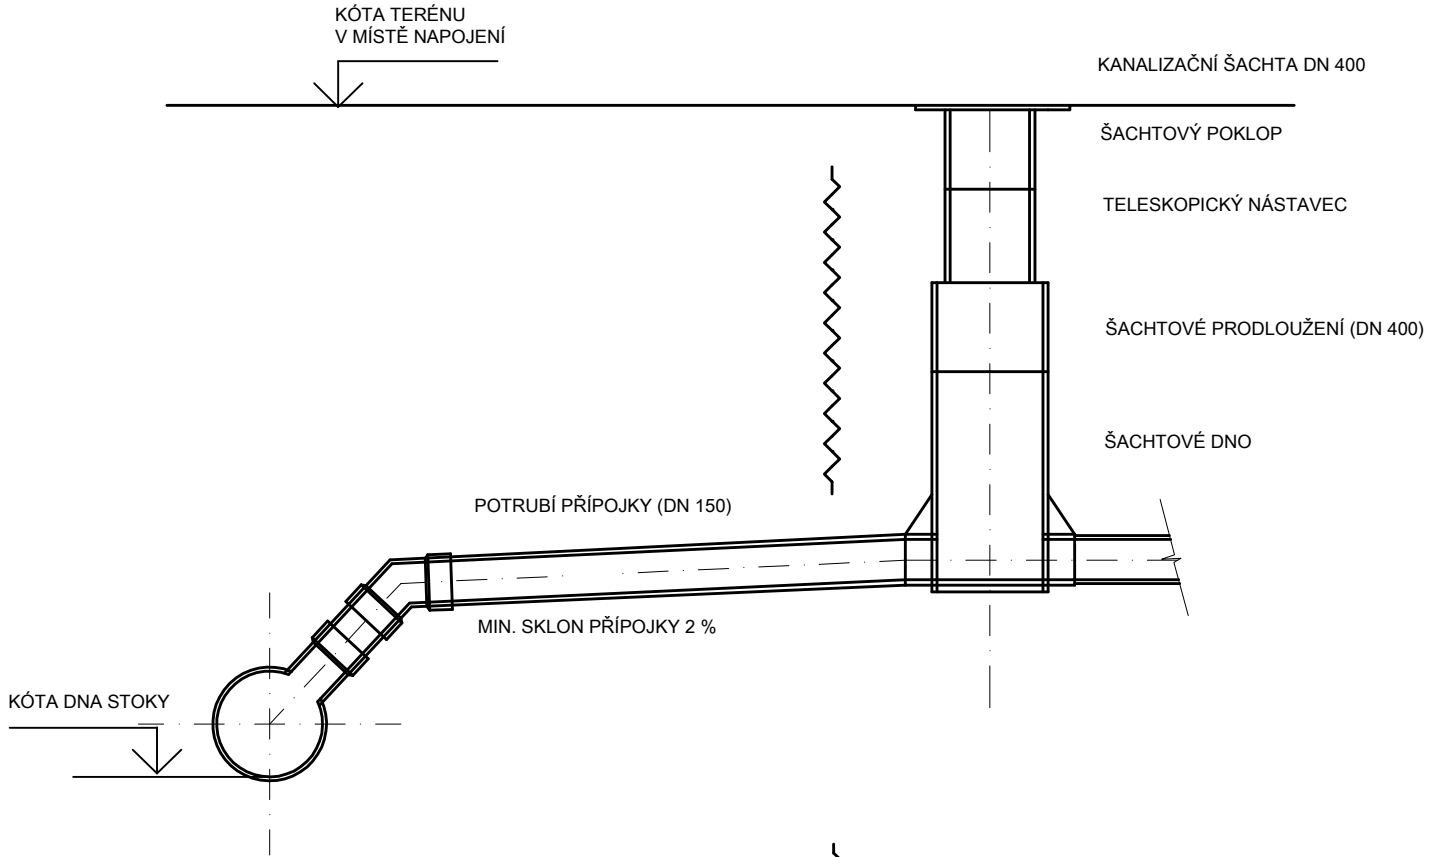 KÓTA TERÉNU
V MÍSTĚ NAPOJENÍ
KANALIZAČNÍ ŠACHTA DN 400
ŠACHTOVÝ POKLOP
TELESKOPICKÝ NÁSTAVEC
ŠACHTOVÉ PRODLOUŽENÍ (DN 400)
ŠACHTOVÉ DNO
POTRUBÍ PŘÍPOJKY (DN 150)
MIN. SKLON PŘÍPOJKY 2 %
KÓTA DNA STOKY